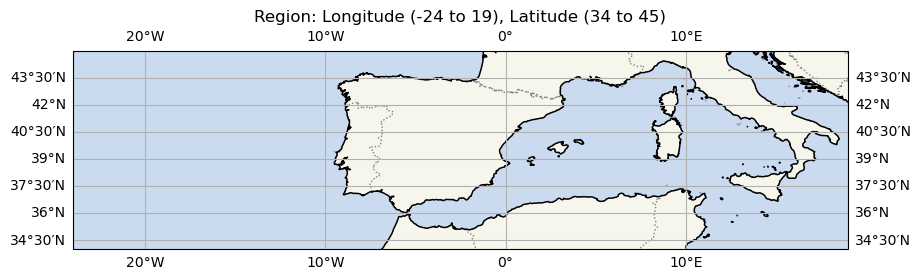 Region: Longitude (-24 to 19), Latitude (34 to 45)
20°W 10°W 0° 10°E
43°30′N 43°30′N
42°N 42°N
40°30′N 40°30′N
39°N 39°N
37°30′N 37°30′N
36°N 36°N
34°30′N 34°30′N
20°W 10°W 0° 10°E